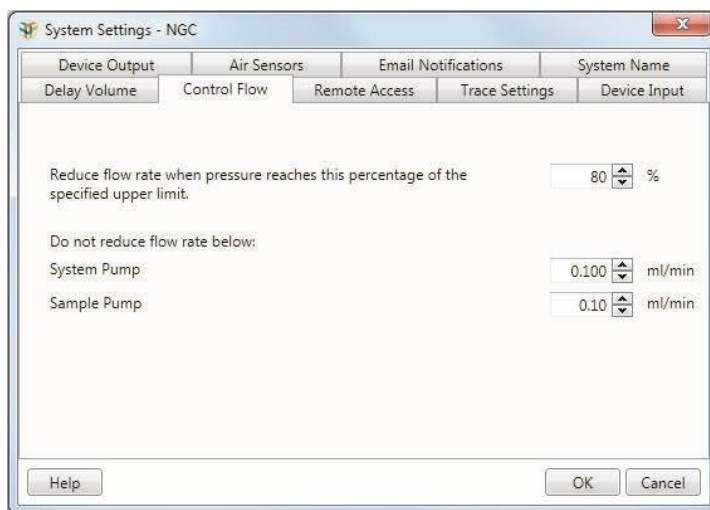 System Settings - NGC
Device Output Air Sensors Email Notifications System Name
Delay Volume Control Flow Remote Access Trace Settings Device Input
Reduce flow rate when pressure reaches this percentage of the 80 %
specified upper limit.
Do not reduce flow rate below:
System Pump 0.100 ml/min
Sample Pump 0.10 ml/min
Help OK Cancel